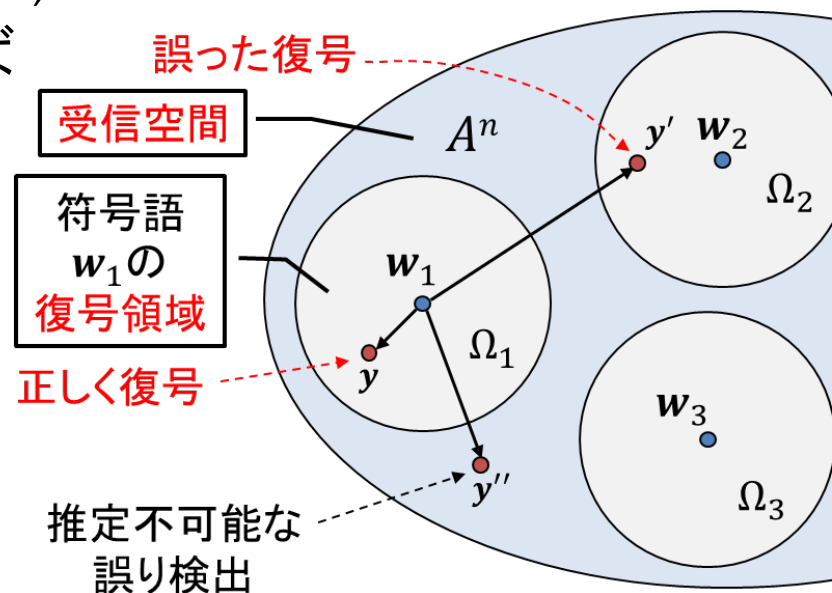 誤った復号
受信空間
Aⁿ
y′
w₂
Ω₂
符号語
w₁の
復号領域
w₁
Ω₁
y
正しく復号
w₃
y′′
Ω₃
推定不可能な
誤り検出